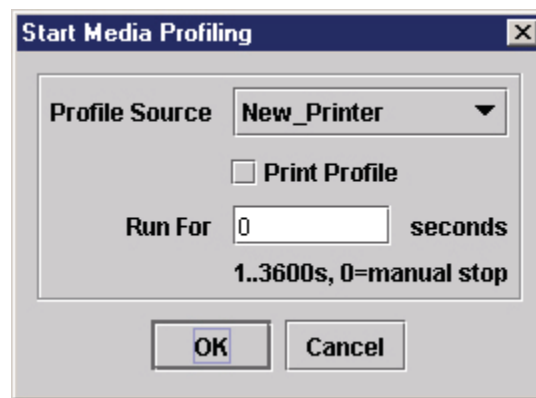 Start Media Profiling
Profile Source New_Printer
Print Profile
Run For 0 seconds
1..3600s, 0=manual stop
OK Cancel